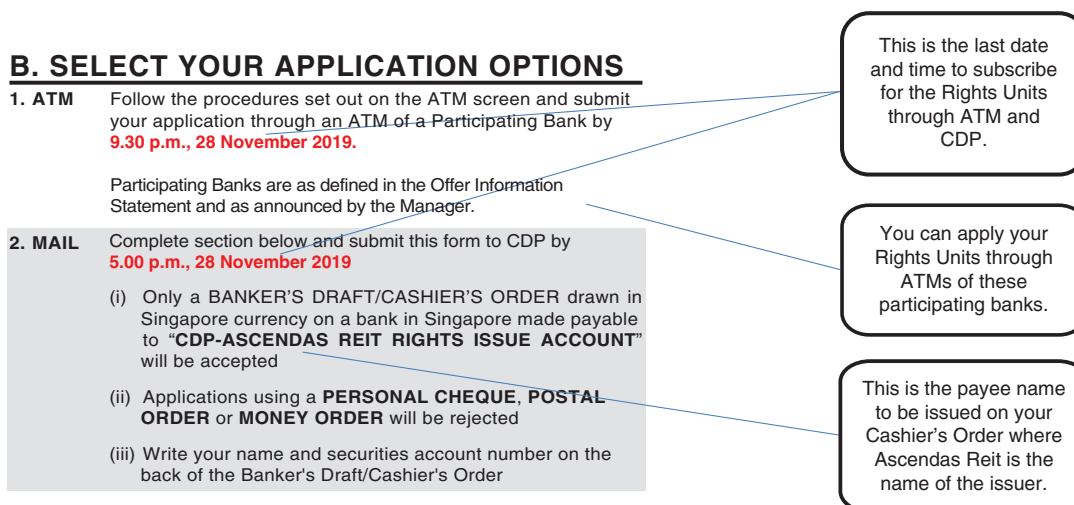 B. SELECT YOUR APPLICATION OPTIONS
1. ATM Follow the procedures set out on the ATM screen and submit
your application through an ATM of a Participating Bank by
9.30 p.m., 28 November 2019.
Participating Banks are as defined in the Offer Information
Statement and as announced by the Manager.
2. MAIL Complete section below and submit this form to CDP by
5.00 p.m., 28 November 2019
(i) Only a BANKER’S DRAFT/CASHIER’S ORDER drawn in
Singapore currency on a bank in Singapore made payable
to “CDP-ASCENDAS REIT RIGHTS ISSUE ACCOUNT”
will be accepted
(ii) Applications using a PERSONAL CHEQUE, POSTAL
ORDER or MONEY ORDER will be rejected
(iii) Write your name and securities account number on the
back of the Banker's Draft/Cashier's Order
This is the last date
and time to subscribe
for the Rights Units
through ATM and
CDP.
You can apply your
Rights Units through
ATMs of these
participating banks.
This is the payee name
to be issued on your
Cashier’s Order where
Ascendas Reit is the
name of the issuer.